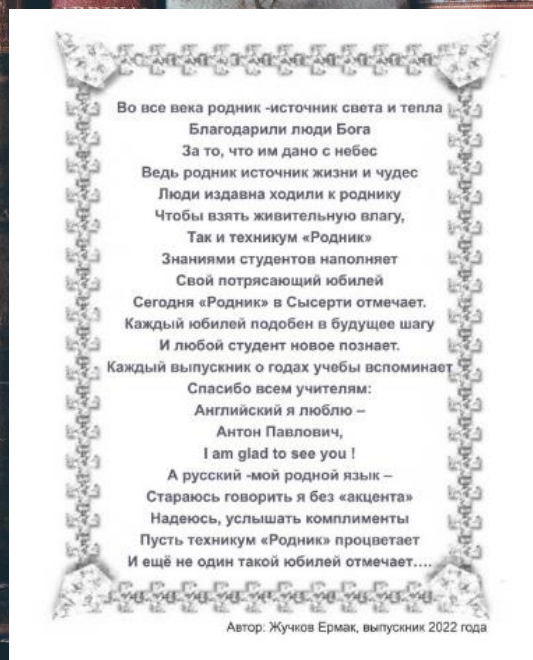 Во все века родник -источник света и тепла
Благодарили люди Бога
За то, что им дано с небес
Ведь родник источник жизни и чудес
Люди издавна ходили к роднику
Чтобы взять живительную влагу,
Так и техникум «Родник»
Знаниями студентов наполняет
Свой потрясающий юбилей
Сегодня «Родник» в Сысерти отмечает.
Каждый юбилей подобен в будущее шагу
И любой студент новое познает.
Каждый выпускник о годах учебы вспоминает
Спасибо всем учителям:
Английский я люблю –
Антон Павлович,
I am glad to see you !
А русский -мой родной язык –
Стараюсь говорить я без «акцента»
Надеюсь, услышать комплименты
Пусть техникум «Родник» процветает
И ещё не один такой юбилей отмечает….
Автор: Жучков Ермак, выпускник 2022 года